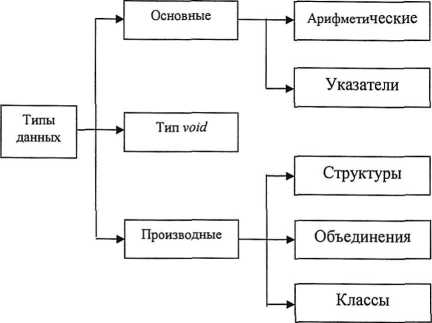 Типы
данных
Основные
Арифметические
Указатели
Тип void
Производные
Структуры
Объединения
Классы